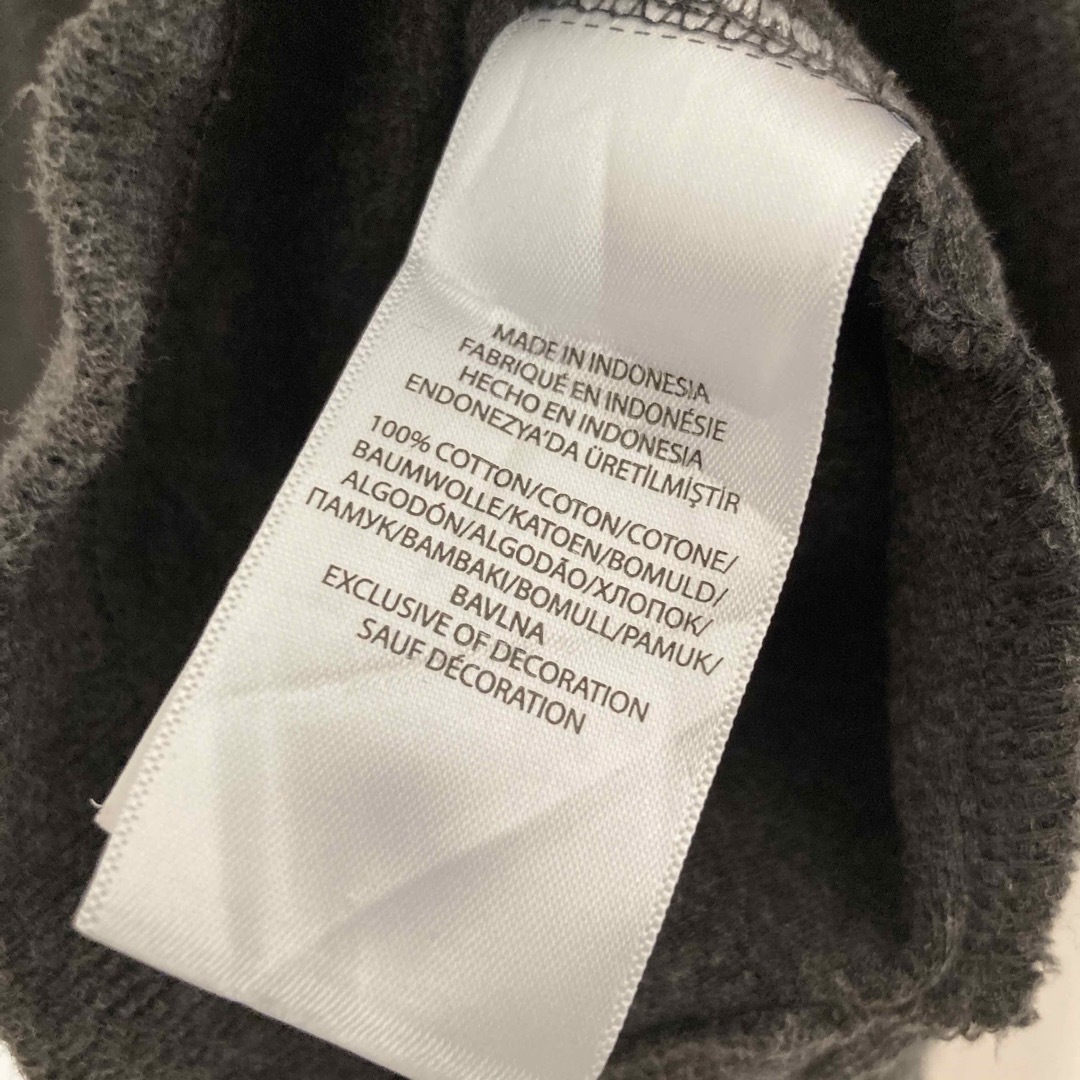 MADE IN INDONESIA
FABRIQUÉ EN INDONÉSIE
HECHO EN INDONESIA
ENDONEZYA'DA ÜRETİLMİŞTİR
100% COTTON/COTON/COTONE/
BAUMWOLLE/KATOEN/BOMULD/
ALGODÓN/ALGODÃO/ХЛОПОК/
ПАМУК/BAMBAKI/BOMULL/PAMUK/
BAVLNA
EXCLUSIVE OF DECORATION
SAUF DÉCORATION